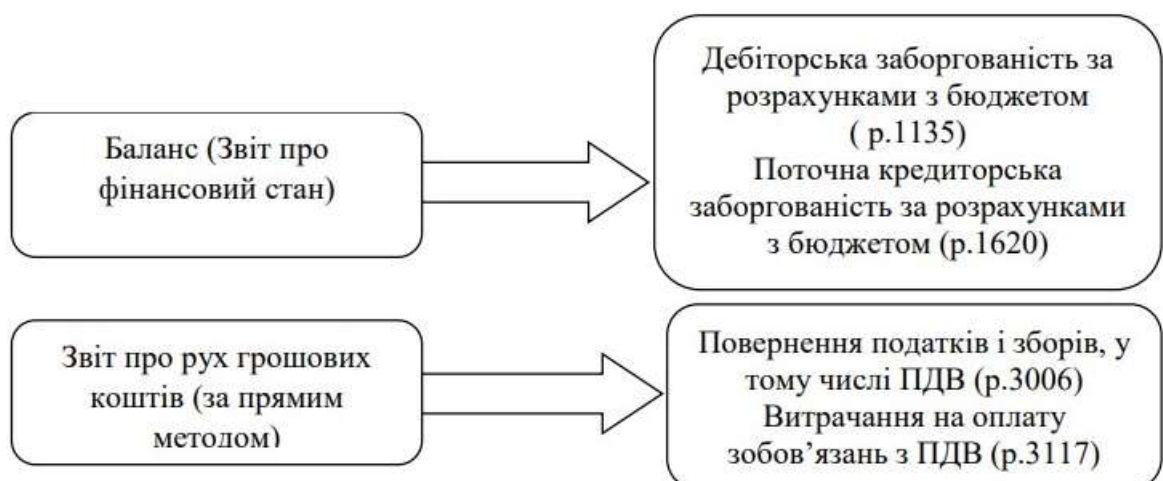 Баланс (Звіт про
фінансовий стан)
Дебіторська заборгованість за
розрахунками з бюджетом
( р.1135)
Поточна кредиторська
заборгованість за розрахунками
з бюджетом (р.1620)
Звіт про рух грошових
коштів (за прямим
методом)
Повернення податків і зборів, у
тому числі ПДВ (р.3006)
Витрачання на оплату
зобов’язань з ПДВ (р.3117)